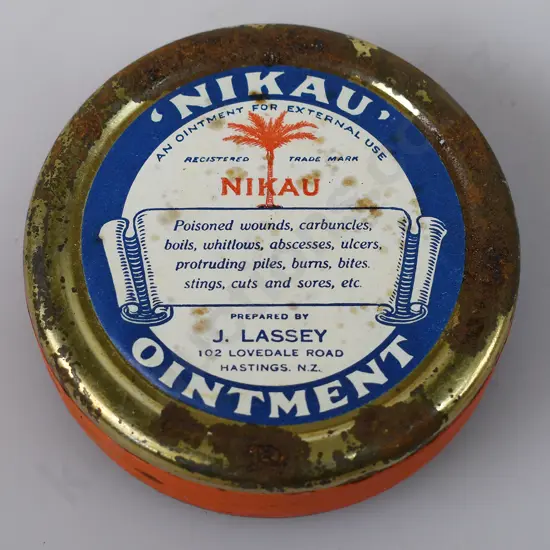 'NIKAU'
AN OINTMENT FOR EXTERNAL USE
REGISTERED TRADE MARK
NIKAU
Poisoned wounds, carbuncles,
boils, whitlows, abscesses, ulcers,
protruding piles, burns, bites.
stings, cuts and sores, etc.
PREPARED BY
J. LASSEY
102 LOVEDALE ROAD
HASTINGS. N.Z.
OINTMENT